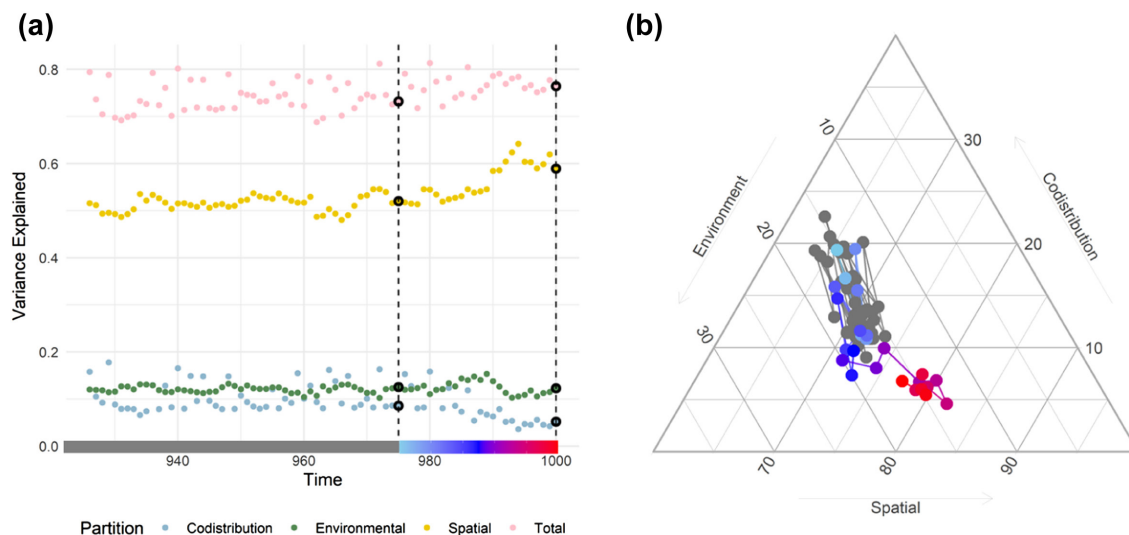 (a)
0.8
0.6
0.4
0.2
0.0
Variance Explained
940
960
980
1000
Time
Partition Codistribution Environmental Spatial Total
(b)
10
20
30
Environment
30
20
10
Codistribution
70
80
90
Spatial